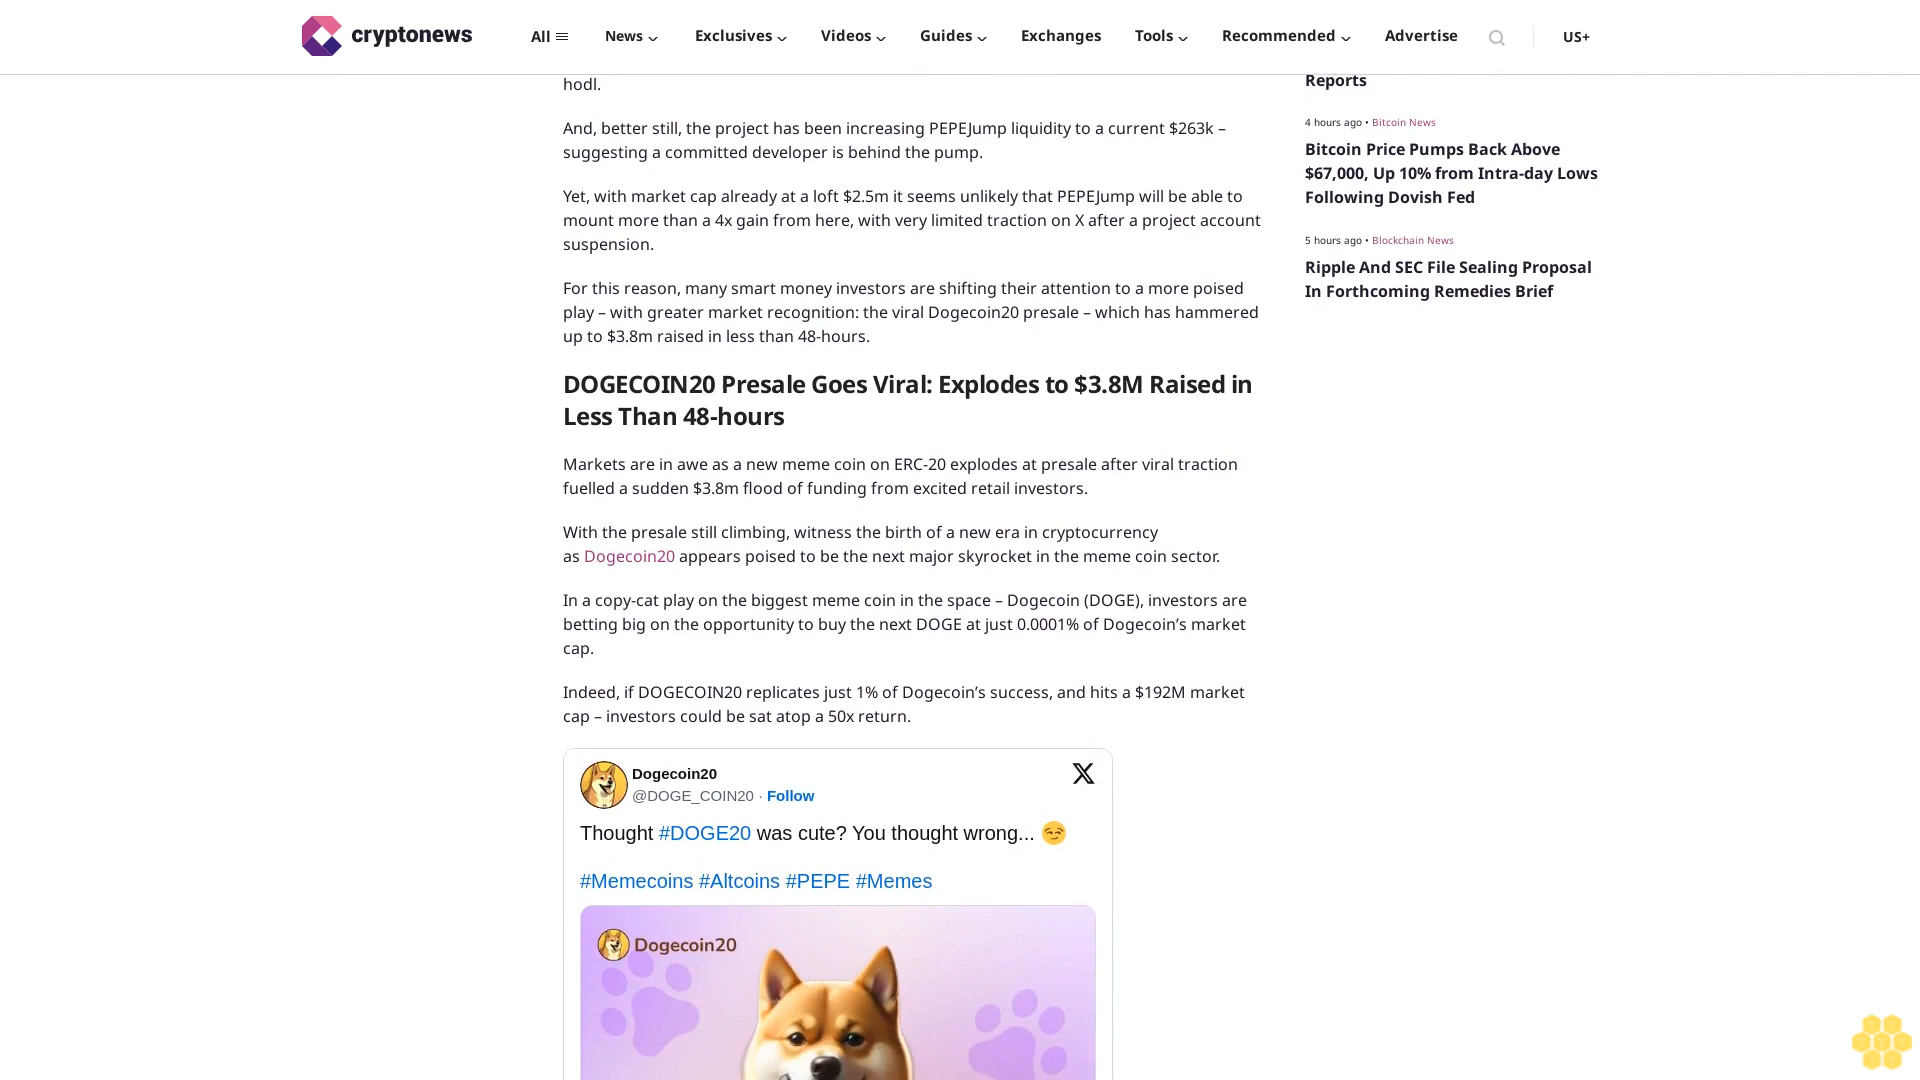 cryptonews
All
News
Exclusives
Videos
Guides
Exchanges
Tools
Recommended
Advertise
US+
hodl.
And, better still, the project has been increasing PEPEJump liquidity to a current $263k –
suggesting a committed developer is behind the pump.
Yet, with market cap already at a loft $2.5m it seems unlikely that PEPEJump will be able to
mount more than a 4x gain from here, with very limited traction on X after a project account
suspension.
For this reason, many smart money investors are shifting their attention to a more poised
play – with greater market recognition: the viral Dogecoin20 presale – which has hammered
up to $3.8m raised in less than 48-hours.
DOGECOIN20 Presale Goes Viral: Explodes to $3.8M Raised in
Less Than 48-hours
Markets are in awe as a new meme coin on ERC-20 explodes at presale after viral traction
fuelled a sudden $3.8m flood of funding from excited retail investors.
With the presale still climbing, witness the birth of a new era in cryptocurrency
as Dogecoin20 appears poised to be the next major skyrocket in the meme coin sector.
In a copy-cat play on the biggest meme coin in the space – Dogecoin (DOGE), investors are
betting big on the opportunity to buy the next DOGE at just 0.0001% of Dogecoin’s market
cap.
Indeed, if DOGECOIN20 replicates just 1% of Dogecoin’s success, and hits a $192M market
cap – investors could be sat atop a 50x return.
Dogecoin20
@DOGE_COIN20 · Follow
Thought #DOGE20 was cute? You thought wrong... 😏
#Memecoins #Altcoins #PEPE #Memes
Dogecoin20
Reports
4 hours ago • Bitcoin News
Bitcoin Price Pumps Back Above
$67,000, Up 10% from Intra-day Lows
Following Dovish Fed
5 hours ago • Blockchain News
Ripple And SEC File Sealing Proposal
In Forthcoming Remedies Brief